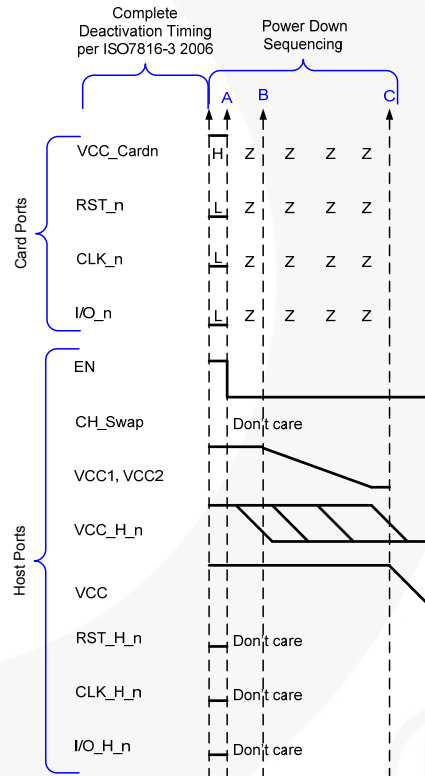 Complete
Deactivation Timing
per ISO7816-3 2006
Power Down
Sequencing
A B C
Card Ports
VCC_Cardn H Z Z Z Z
RST_n L Z Z Z Z
CLK_n L Z Z Z Z
I/O_n L Z Z Z Z
Host Ports
EN
CH_Swap Don't care
VCC1, VCC2
VCC_H_n
VCC
RST_H_n Don't care
CLK_H_n Don't care
I/O_H_n Don't care